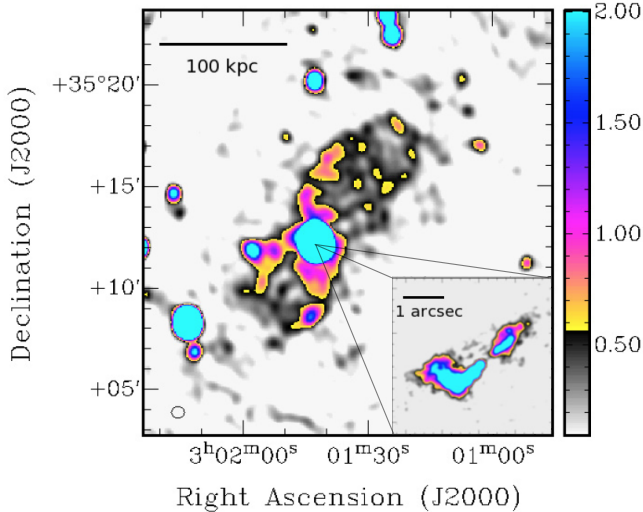 2.00
100 kpc
+35°20′
1.50
Declination (J2000)
+15′
1.00
+10′
1 arcsec
0.50
+05′
3ʰ02ᵐ00ˢ 01ᵐ30ˢ 01ᵐ00ˢ
Right Ascension (J2000)